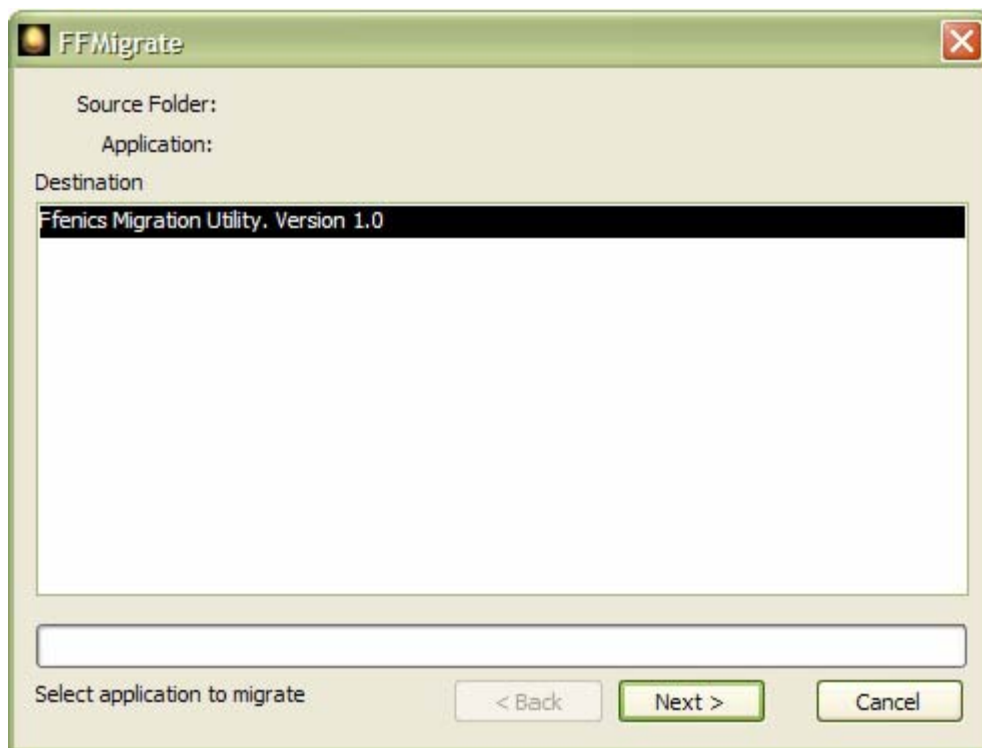 FFMigrate
Source Folder:
Application:
Destination
Ffenics Migration Utility. Version 1.0
Select application to migrate
< Back
Next >
Cancel